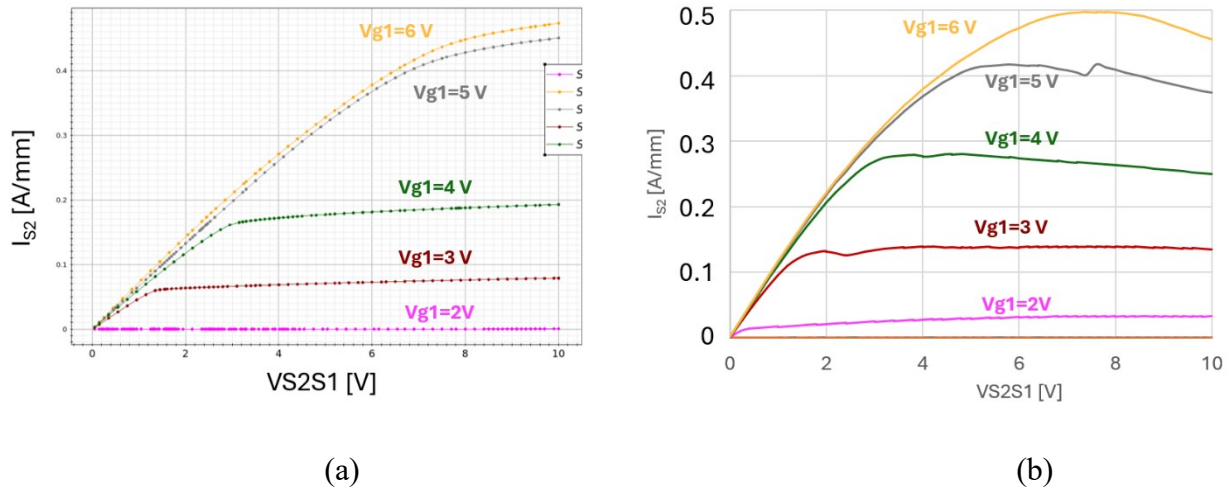 Vg1=6 V
Vg1=5 V
Vg1=4 V
Vg1=3 V
Vg1=2V
S
S
S
S
I_S2 [A/mm]
0.4
0.3
0.2
0.1
0
0 2 4 6 8 10
VS2S1 [V]
(a)
Vg1=6 V
Vg1=5 V
Vg1=4 V
Vg1=3 V
Vg1=2V
I_S2 [A/mm]
0.5
0.4
0.3
0.2
0.1
0
0 2 4 6 8 10
VS2S1 [V]
(b)